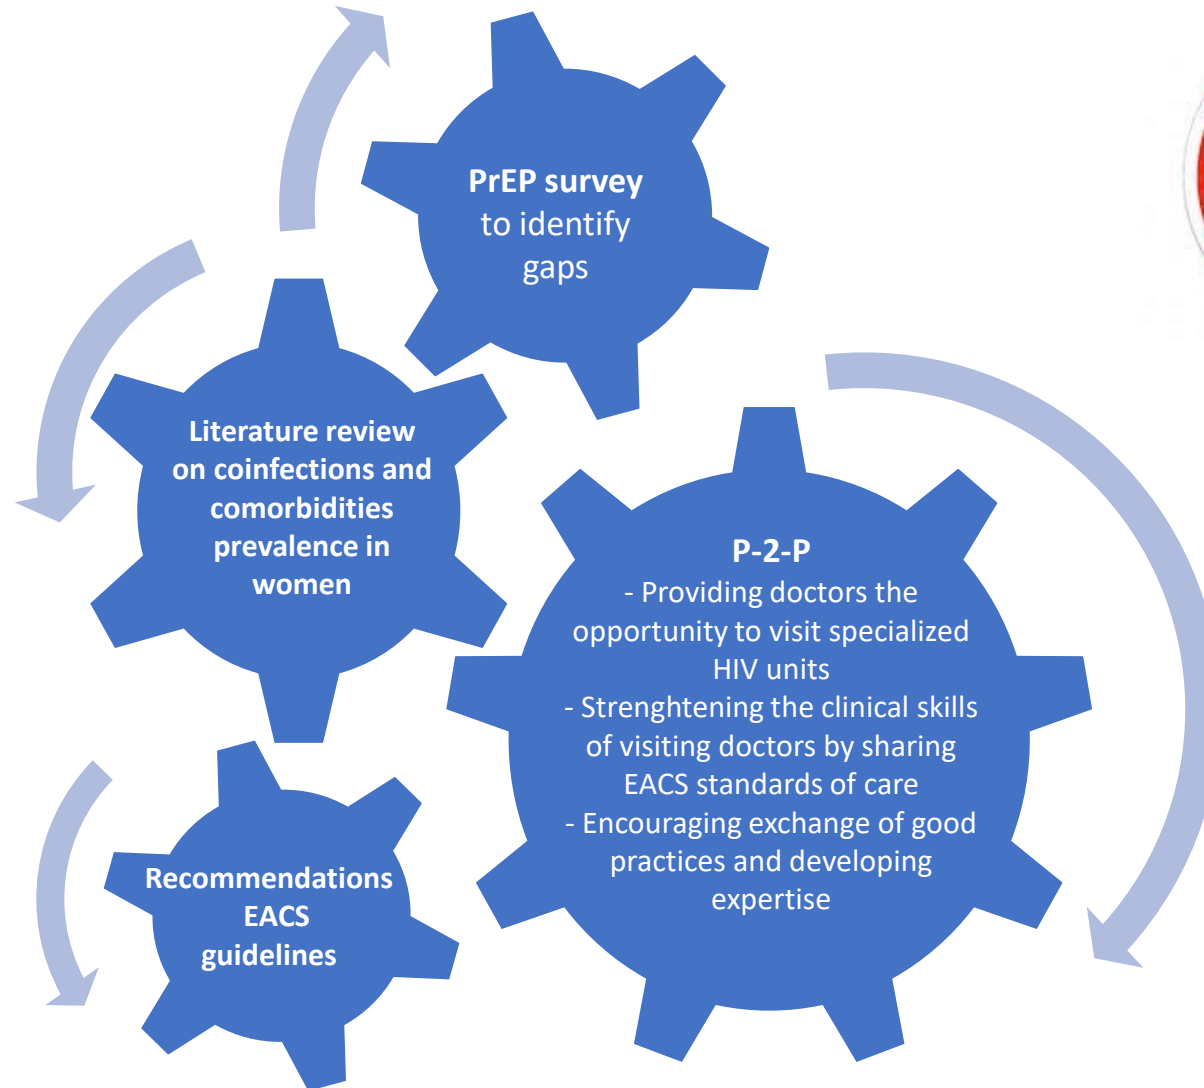 PrEP survey
to identify
gaps
Literature review
on coinfections and
comorbidities
prevalence in
women
P-2-P
- Providing doctors the
opportunity to visit specialized
HIV units
- Strenghtening the clinical skills
of visiting doctors by sharing
EACS standards of care
- Encouraging exchange of good
practices and developing
expertise
Recommendations
EACS
guidelines